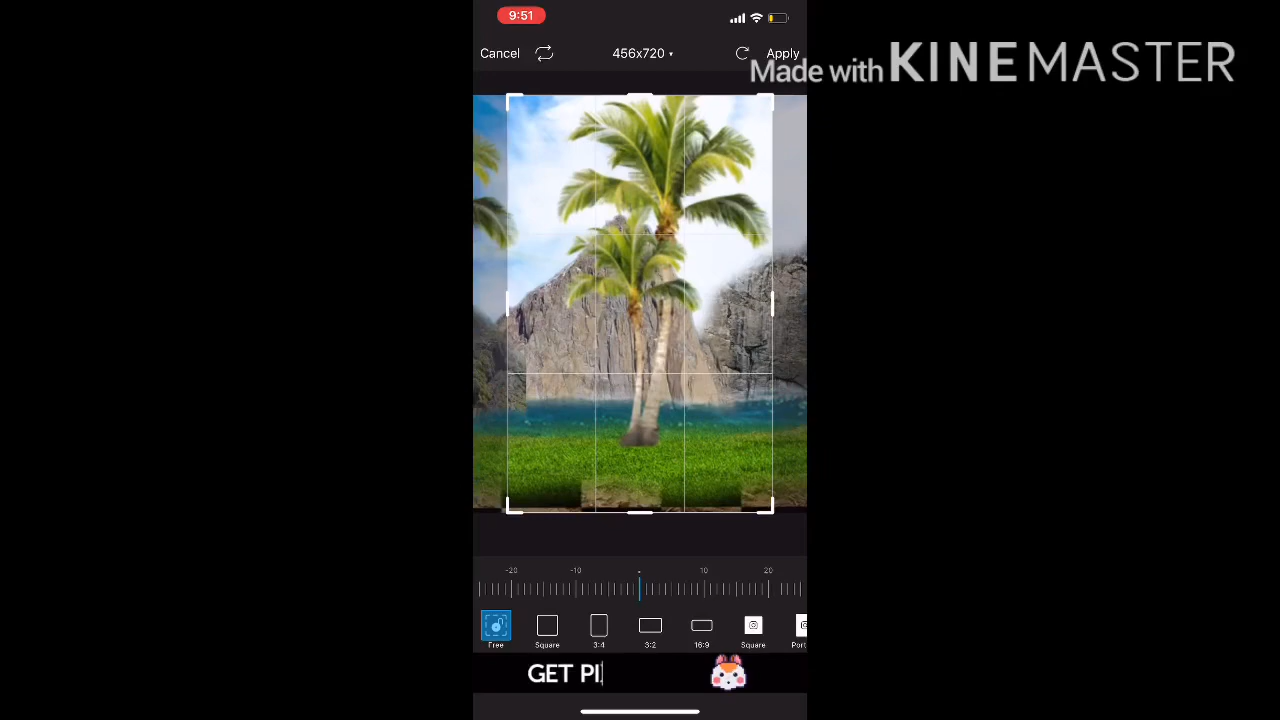 9:51
Cancel
456x720
Apply
Made with KINEMASTER
-20 -10 10 20
Free Square 3:4 3:2 16:9 Square Port
GET PI